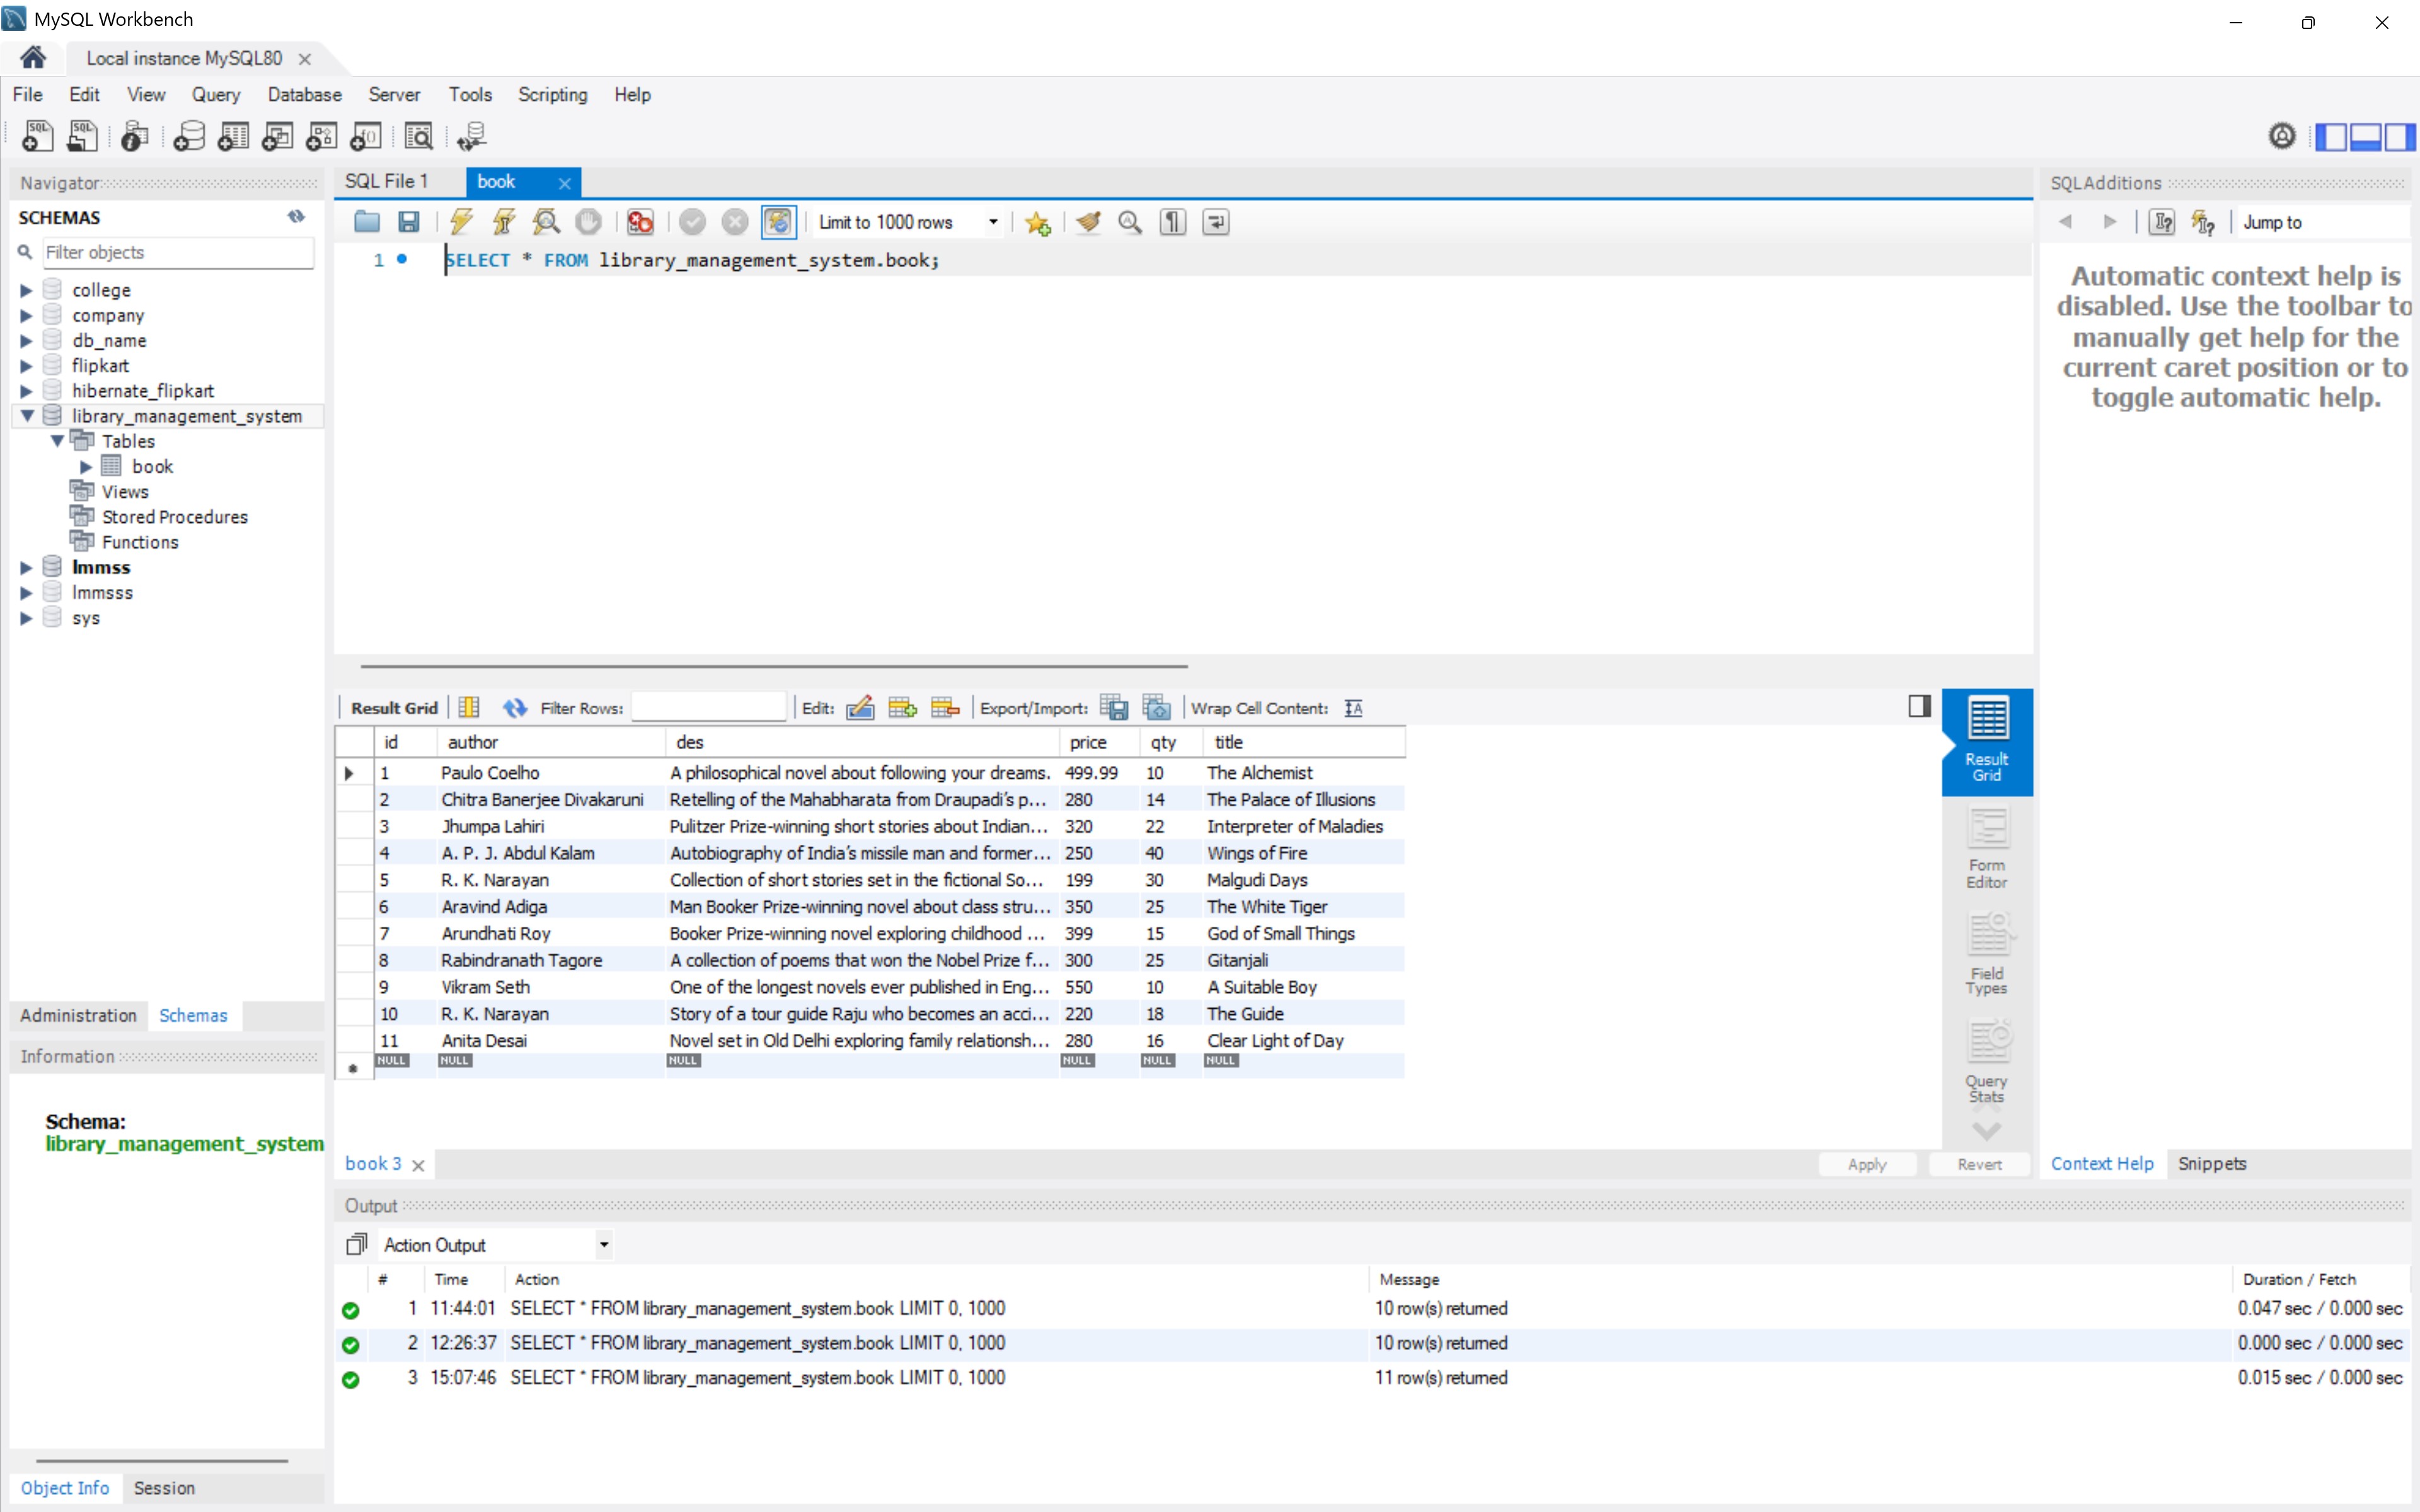 MySQL Workbench
Local instance MySQL80
File Edit View Query Database Server Tools Scripting Help
Navigator
SCHEMAS
Filter objects
college
company
db_name
flipkart
hibernate_flipkart
library_management_system
Tables
book
Views
Stored Procedures
Functions
lmmss
lmmsss
sys
Administration Schemas
Information
Schema:
library_management_system
Object Info Session
SQL File 1 book
Limit to 1000 rows
1 SELECT * FROM library_management_system.book;
Result Grid Filter Rows: Edit: Export/Import: Wrap Cell Content:
id author des price qty title
1 Paulo Coelho A philosophical novel about following your dreams. 499.99 10 The Alchemist
2 Chitra Banerjee Divakaruni Retelling of the Mahabharata from Draupadi’s p... 280 14 The Palace of Illusions
3 Jhumpa Lahiri Pulitzer Prize-winning short stories about Indian... 320 22 Interpreter of Maladies
4 A. P. J. Abdul Kalam Autobiography of India’s missile man and former... 250 40 Wings of Fire
5 R. K. Narayan Collection of short stories set in the fictional So... 199 30 Malgudi Days
6 Aravind Adiga Man Booker Prize-winning novel about class stru... 350 25 The White Tiger
7 Arundhati Roy Booker Prize-winning novel exploring childhood ... 399 15 God of Small Things
8 Rabindranath Tagore A collection of poems that won the Nobel Prize f... 300 25 Gitanjali
9 Vikram Seth One of the longest novels ever published in Eng... 550 10 A Suitable Boy
10 R. K. Narayan Story of a tour guide Raju who becomes an acci... 220 18 The Guide
11 Anita Desai Novel set in Old Delhi exploring family relationsh... 280 16 Clear Light of Day
NULL NULL NULL NULL NULL NULL
Result
Grid
Form
Editor
Field
Types
Query
Stats
book 3 Apply Revert
SQLAdditions
Jump to
Automatic context help is
disabled. Use the toolbar to
manually get help for the
current caret position or to
toggle automatic help.
Context Help Snippets
Output
Action Output
# Time Action Message Duration / Fetch
1 11:44:01 SELECT * FROM library_management_system.book LIMIT 0, 1000 10 row(s) returned 0.047 sec / 0.000 sec
2 12:26:37 SELECT * FROM library_management_system.book LIMIT 0, 1000 10 row(s) returned 0.000 sec / 0.000 sec
3 15:07:46 SELECT * FROM library_management_system.book LIMIT 0, 1000 11 row(s) returned 0.015 sec / 0.000 sec